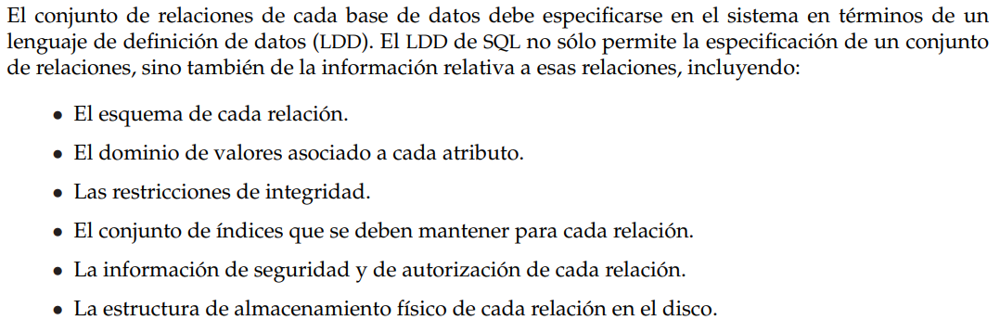 El conjunto de relaciones de cada base de datos debe especificarse en el sistema en términos de un
lenguaje de definición de datos (LDD). El LDD de SQL no sólo permite la especificación de un conjunto
de relaciones, sino también de la información relativa a esas relaciones, incluyendo:
• El esquema de cada relación.
• El dominio de valores asociado a cada atributo.
• Las restricciones de integridad.
• El conjunto de índices que se deben mantener para cada relación.
• La información de seguridad y de autorización de cada relación.
• La estructura de almacenamiento físico de cada relación en el disco.